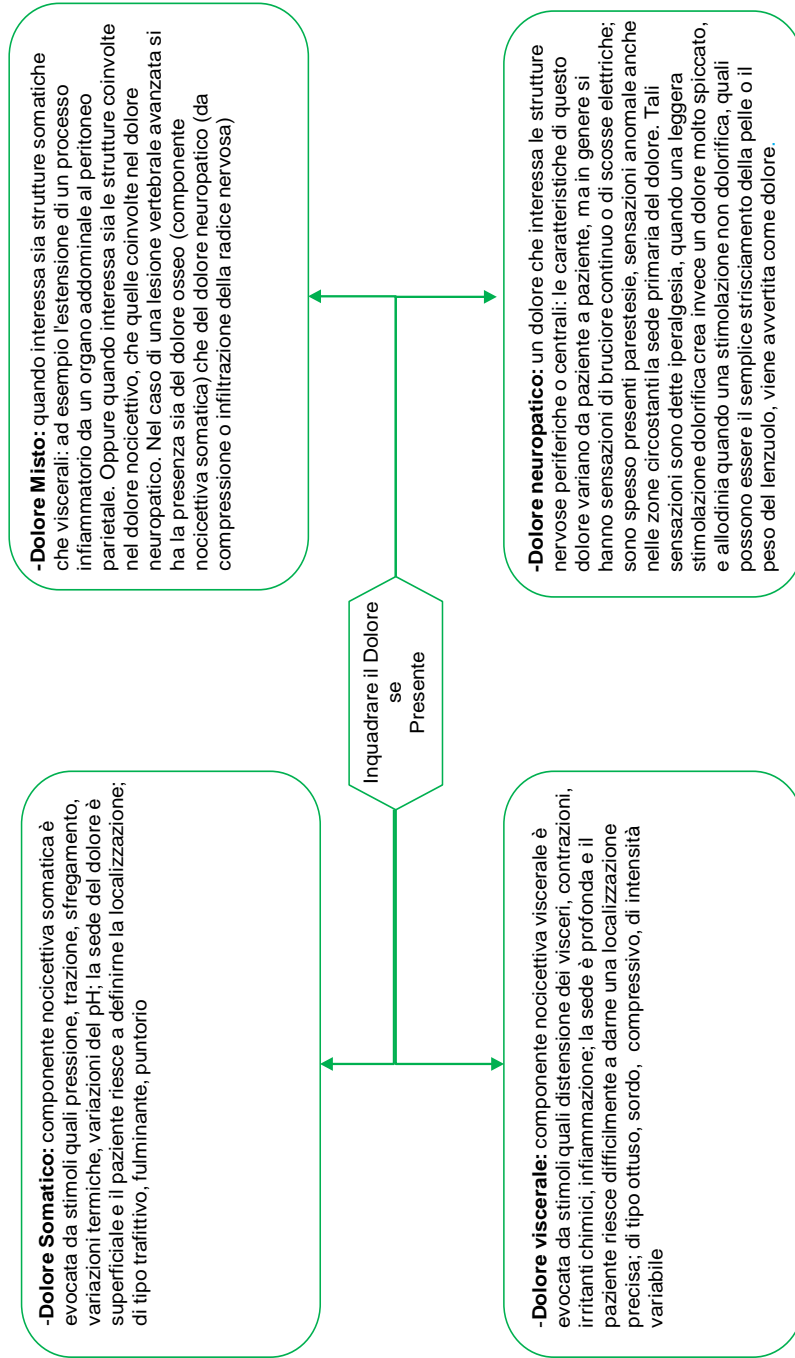 -Dolore Somatico: componente nocicettiva somatica è
evocata da stimoli quali pressione, trazione, sfregamento,
variazioni termiche, variazioni del pH; la sede del dolore è
superficiale e il paziente riesce a definirne la localizzazione;
di tipo trafittivo, fulminante, puntorio
-Dolore Misto: quando interessa sia strutture somatiche
che viscerali: ad esempio l'estensione di un processo
infiammatorio da un organo addominale al peritoneo
parietale. Oppure quando interessa sia le strutture coinvolte
nel dolore nocicettivo, che quelle coinvolte nel dolore
neuropatico. Nel caso di una lesione vertebrale avanzata si
ha la presenza sia del dolore osseo (componente
nocicettiva somatica) che del dolore neuropatico (da
compressione o infiltrazione della radice nervosa)
Inquadrare il Dolore
se
Presente
-Dolore viscerale: componente nocicettiva viscerale è
evocata da stimoli quali distensione dei visceri, contrazioni,
irritanti chimici, infiammazione; la sede è profonda e il
paziente riesce difficilmente a darne una localizzazione
precisa; di tipo ottuso, sordo, compressivo, di intensità
variabile
-Dolore neuropatico: un dolore che interessa le strutture
nervose periferiche o centrali: le caratteristiche di questo
dolore variano da paziente a paziente, ma in genere si
hanno sensazioni di bruciore continuo o di scosse elettriche;
sono spesso presenti parestesie, sensazioni anomale anche
nelle zone circostanti la sede primaria del dolore. Tali
sensazioni sono dette iperalgesia, quando una leggera
stimolazione dolorifica crea invece un dolore molto spiccato,
e allodinia quando una stimolazione non dolorifica, quali
possono essere il semplice strisciamento della pelle o il
peso del lenzuolo, viene avvertita come dolore.